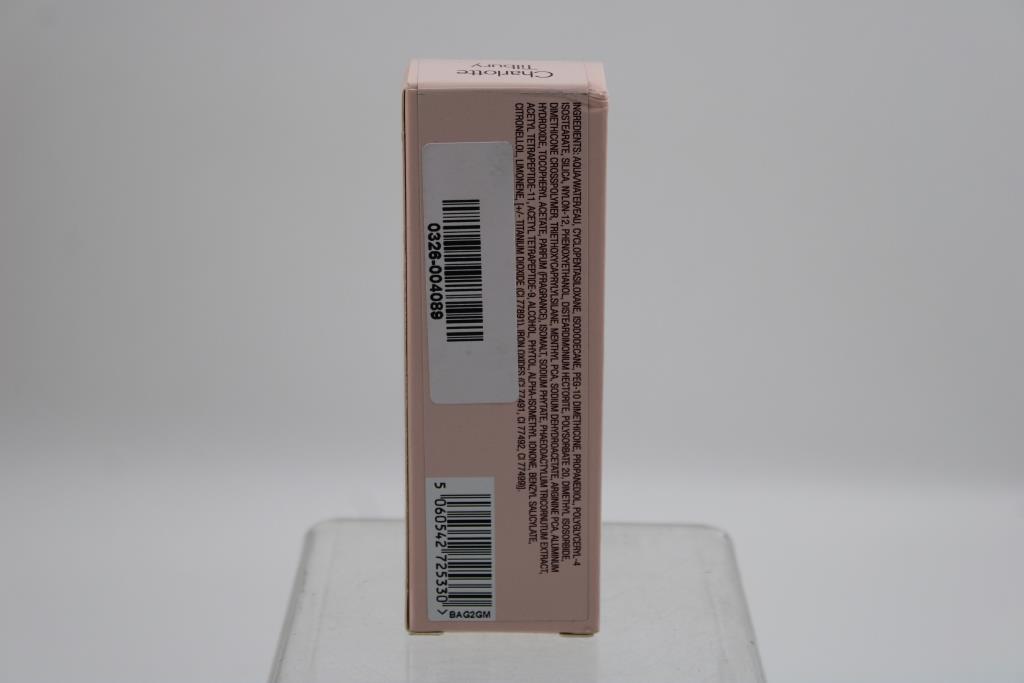 Charlotte
Tilbury
INGREDIENTS: AQUA/WATER/EAU, CYCLOPENTASILOXANE, ISODODECANE, PEG-10 DIMETHICONE, PROPANEDIOL, POLYGLYCERYL-4
ISOSTEARATE, SILICA, NYLON-12, PHENOXYETHANOL, DISTEARDIMONIUM HECTORITE, POLYSORBATE 20, DIMETHYL ISOSORBIDE,
DIMETHICONE CROSSPOLYMER, TRIETHOXYCAPRYLYLSILANE, MENTHYL PCA, SODIUM DEHYDROACETATE, ARGININE PCA, ALUMINUM
HYDROXIDE, TOCOPHERYL ACETATE, PARFUM (FRAGRANCE), ISOMALT, SODIUM PHYTATE, PHAEODACTYLUM TRICORNUTUM EXTRACT,
ACETYL TETRAPEPTIDE-11, ACETYL TETRAPEPTIDE-9, ALCOHOL, PHYTOL, ALPHA-ISOMETHYL IONONE, BENZYL SALICYLATE,
CITRONELLOL, LIMONENE, [+/- TITANIUM DIOXIDE (CI 77891), IRON OXIDES (CI 77491, CI 77492, CI 77499)].
0326-004089
5 060542 725330 >
BAG2GM